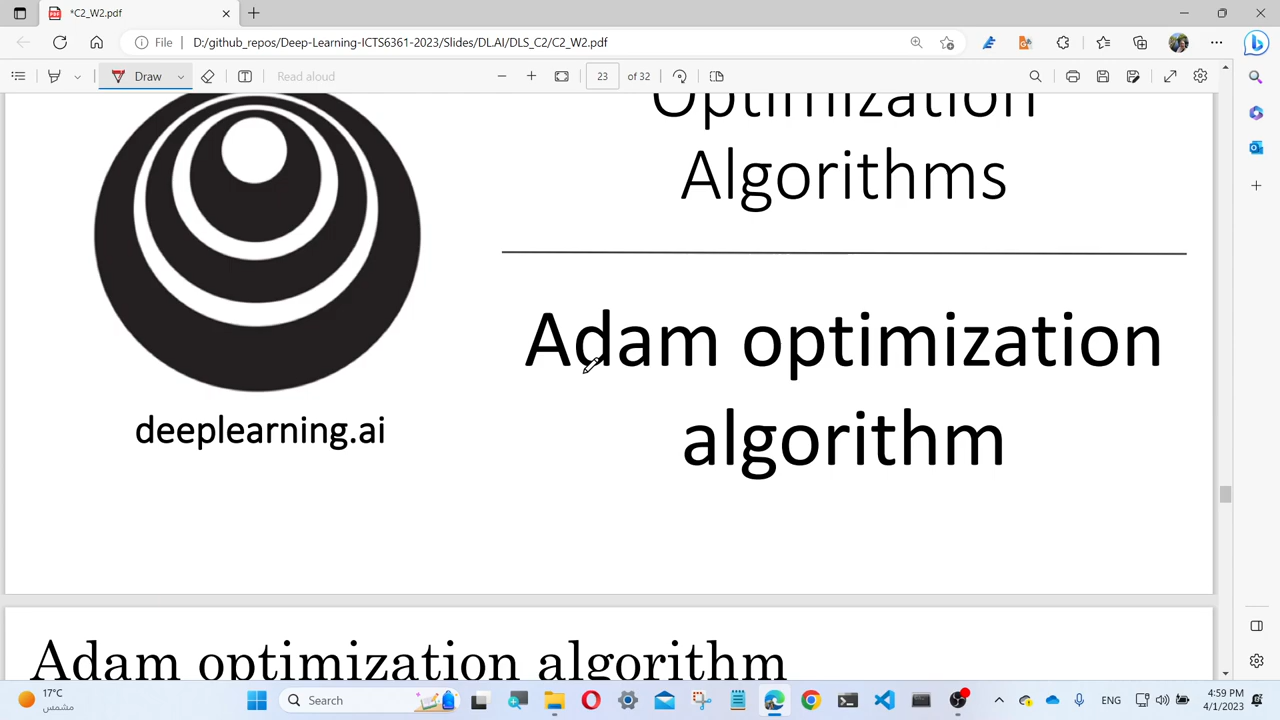 *C2_W2.pdf
File
D:/github_repos/Deep-Learning-ICTS6361-2023/Slides/DL.AI/DLS_C2/C2_W2.pdf
Draw
Read aloud
23
of 32
Optimization
Algorithms
Adam optimization
algorithm
deeplearning.ai
Adam optimization algorithm
17°C
مشمس
Search
ENG
4:59 PM
4/1/2023